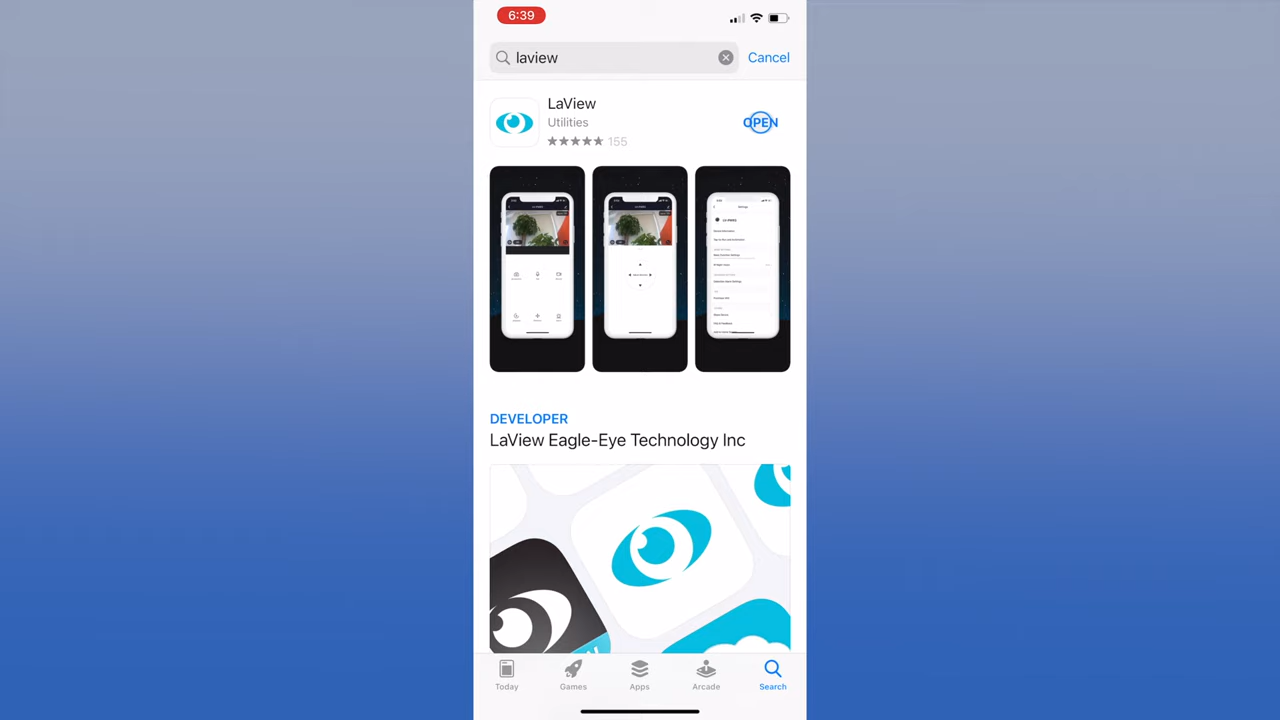 6:39
laview
Cancel
LaView
Utilities
155
OPEN
DEVELOPER
LaView Eagle-Eye Technology Inc
Today
Games
Apps
Arcade
Search